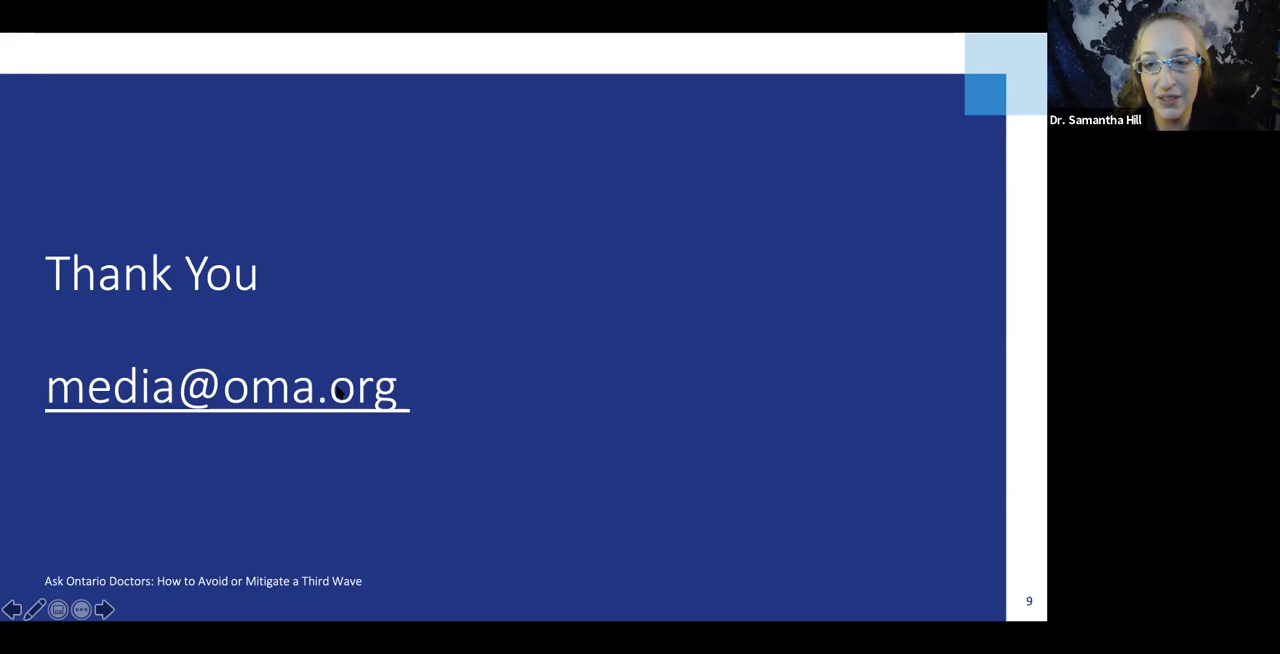 Thank You
media@oma.org
Ask Ontario Doctors: How to Avoid or Mitigate a Third Wave
9
Dr. Samantha Hill